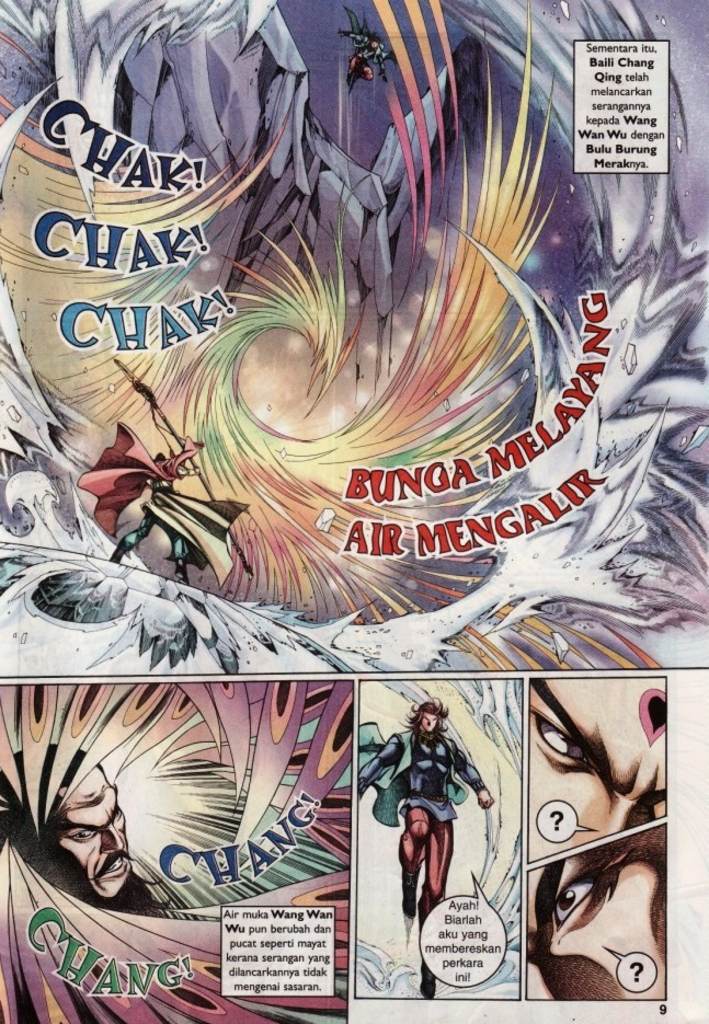 Sementara itu,
Baili Chang
Qing telah
melancarkan
serangannya
kepada Wang
Wan Wu dengan
Bulu Burung
Meraknya.
CHAK!
CHAK!
CHAK!
BUNGA MELAYANG
AIR MENGALIR
CHANG!
CHANG!
Air muka Wang Wan
Wu pun berubah dan
pucat seperti mayat
kerana serangan yang
dilancarkannya tidak
mengenai sasaran.
Ayah!
Biarlah
aku yang
membereskan
perkara
ini!
?
?
9